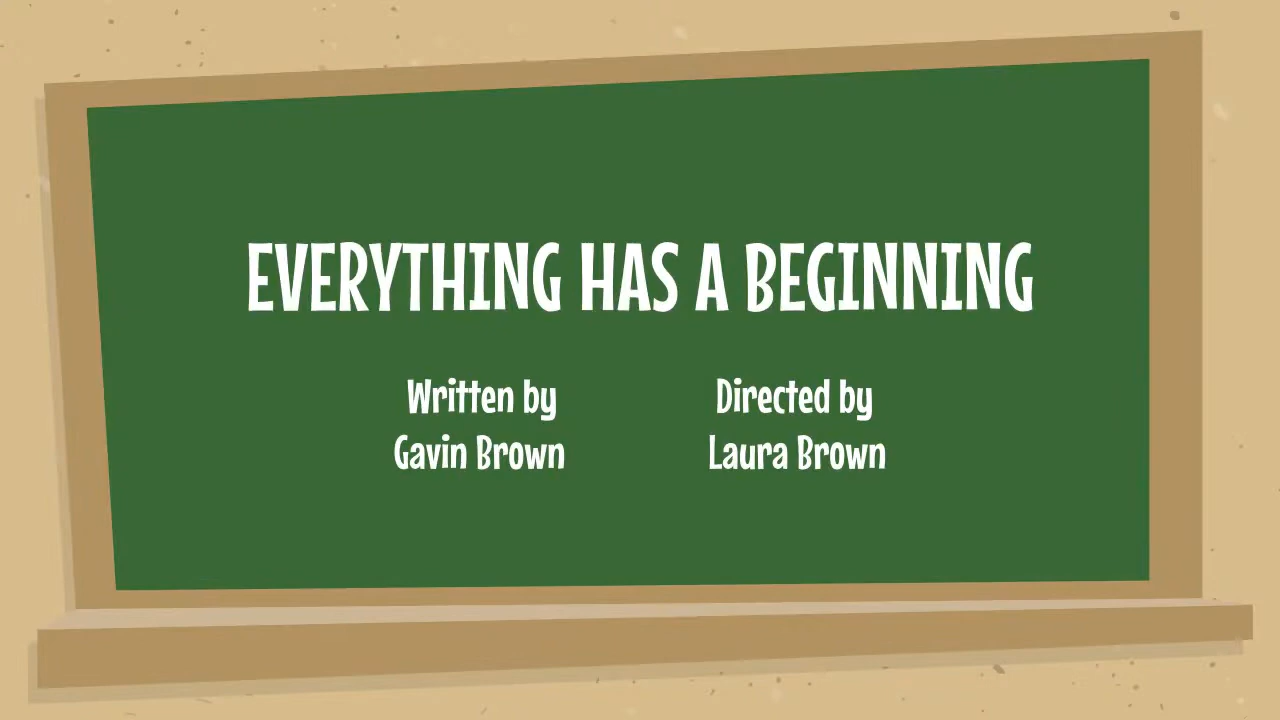 EVERYTHING HAS A BEGINNING
Written by
Gavin Brown
Directed by
Laura Brown